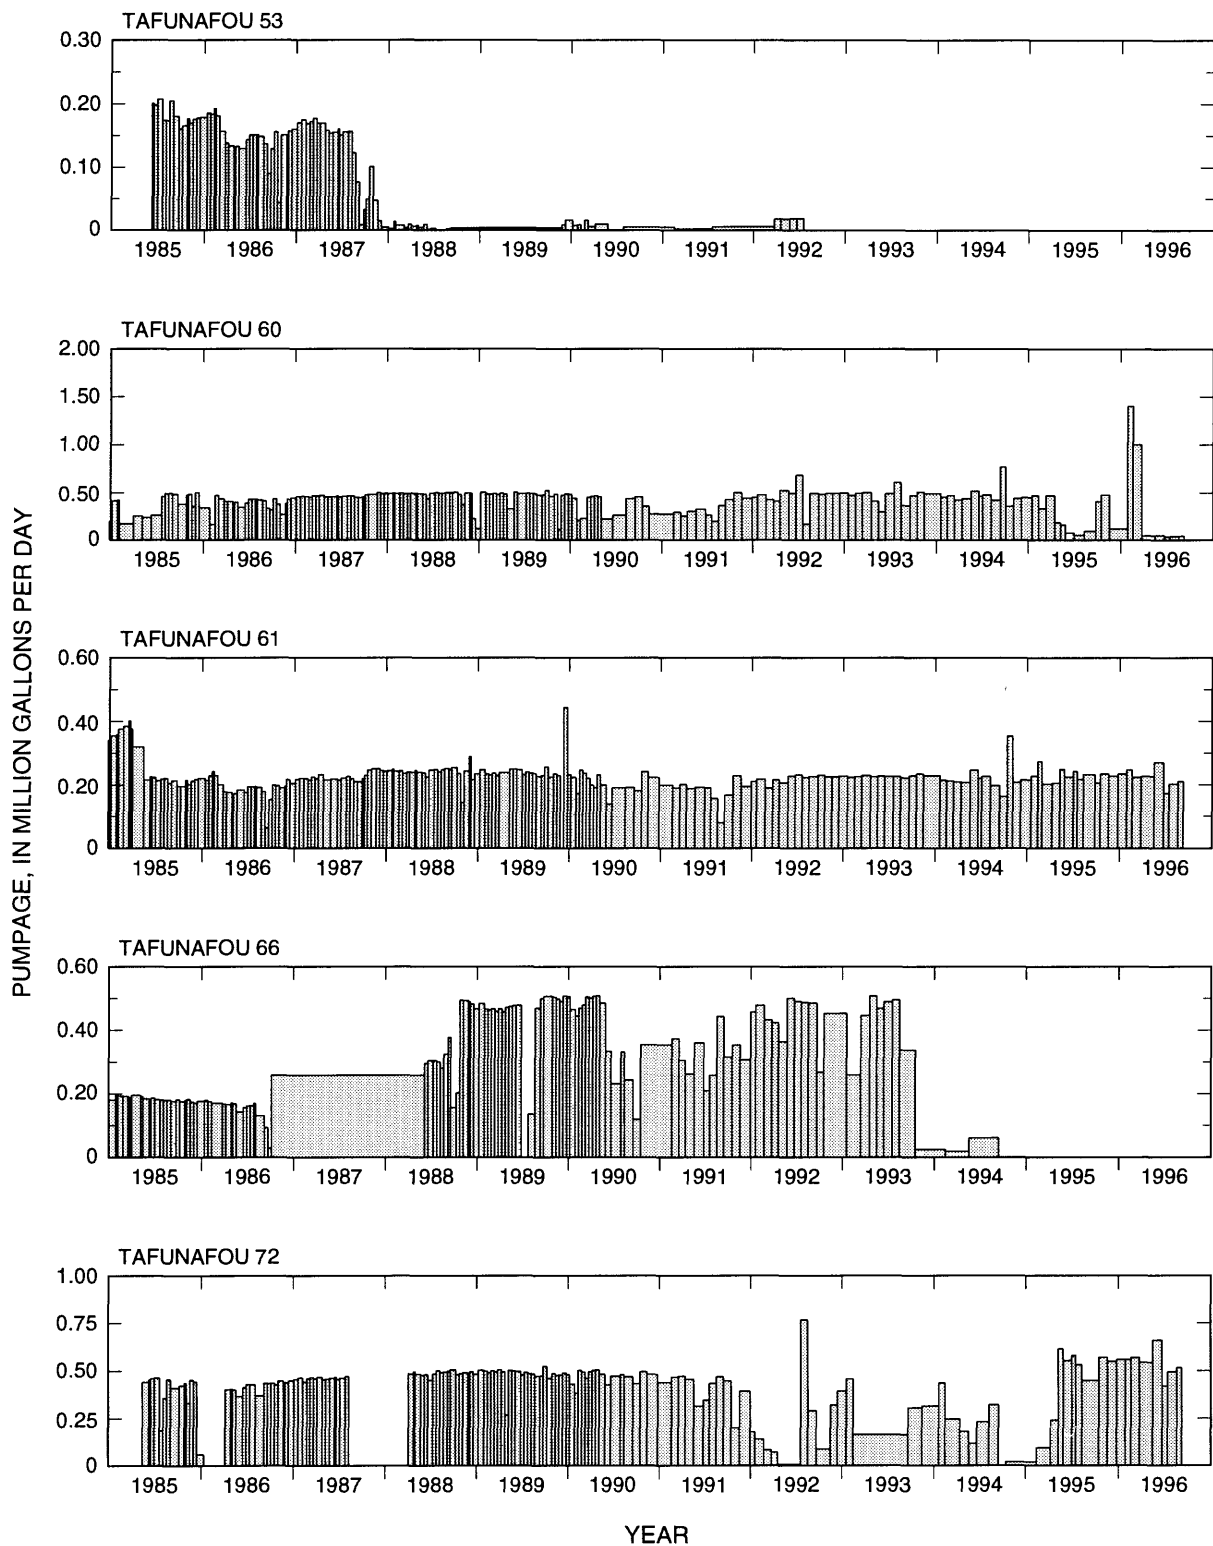 TAFUNAFOU 53
0.30
0.20
0.10
0
1985 1986 1987 1988 1989 1990 1991 1992 1993 1994 1995 1996
TAFUNAFOU 60
2.00
1.50
1.00
0.50
0
1985 1986 1987 1988 1989 1990 1991 1992 1993 1994 1995 1996
TAFUNAFOU 61
0.60
0.40
0.20
0
1985 1986 1987 1988 1989 1990 1991 1992 1993 1994 1995 1996
TAFUNAFOU 66
0.60
0.40
0.20
0
1985 1986 1987 1988 1989 1990 1991 1992 1993 1994 1995 1996
TAFUNAFOU 72
1.00
0.75
0.50
0.25
0
1985 1986 1987 1988 1989 1990 1991 1992 1993 1994 1995 1996
PUMPAGE, IN MILLION GALLONS PER DAY
YEAR